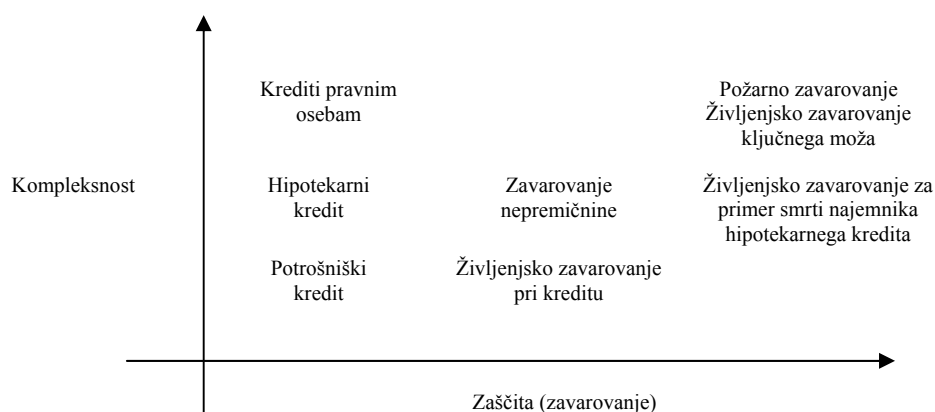 Krediti pravnim
osebam
Požarno zavarovanje
Življenjsko zavarovanje
ključnega moža
Kompleksnost
Hipotekarni
kredit
Zavarovanje
nepremičnine
Življenjsko zavarovanje za
primer smrti najemnika
hipotekarnega kredita
Potrošniški
kredit
Življenjsko zavarovanje
pri kreditu
Zaščita (zavarovanje)